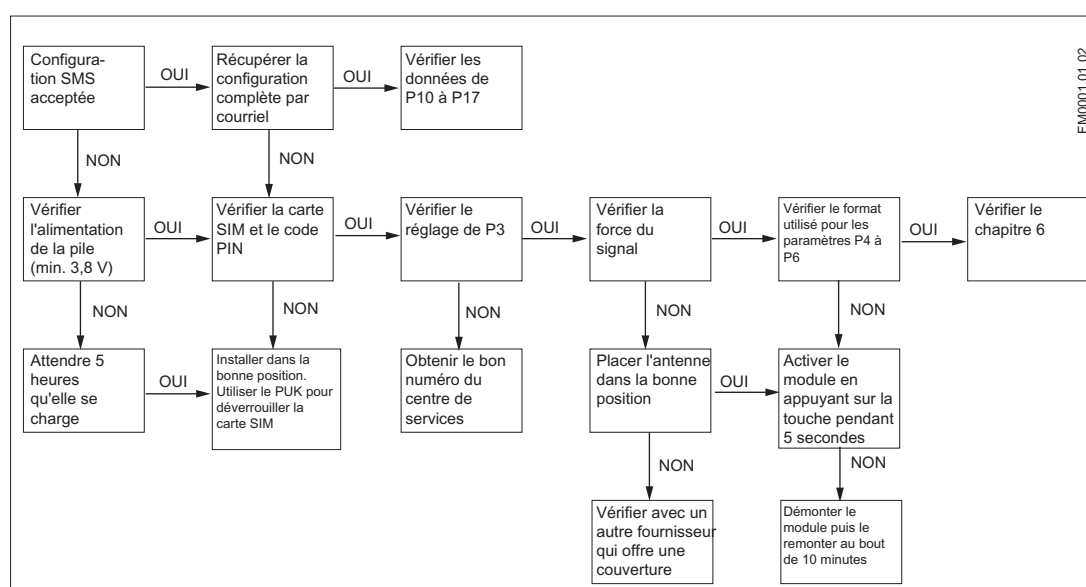 Configura-
tion SMS
acceptée
OUI
Récupérer la
configuration
complète par
courriel
OUI
Vérifier les
données de
P10 à P17
EM0001.01.02
NON
NON
Vérifier
l'alimentation
de la pile
(min. 3,8 V)
OUI
Vérifier la carte
SIM et le code
PIN
OUI
Vérifier le
réglage de P3
OUI
Vérifier la
force du
signal
OUI
Vérifier le format
utilisé pour les
paramètres P4 à
P6
OUI
Vérifier le
chapitre 6
NON
NON
NON
NON
NON
Attendre 5
heures
qu'elle se
charge
OUI
Installer dans la
bonne position.
Utiliser le PUK pour
déverrouiller la
carte SIM
Obtenir le bon
numéro du
centre de
services
Placer l'antenne
dans la bonne
position
OUI
Activer le
module en
appuyant sur la
touche pendant
5 secondes
NON
NON
Vérifier avec un
autre fournisseur
qui offre une
couverture
Démonter le
module puis le
remonter au bout
de 10 minutes